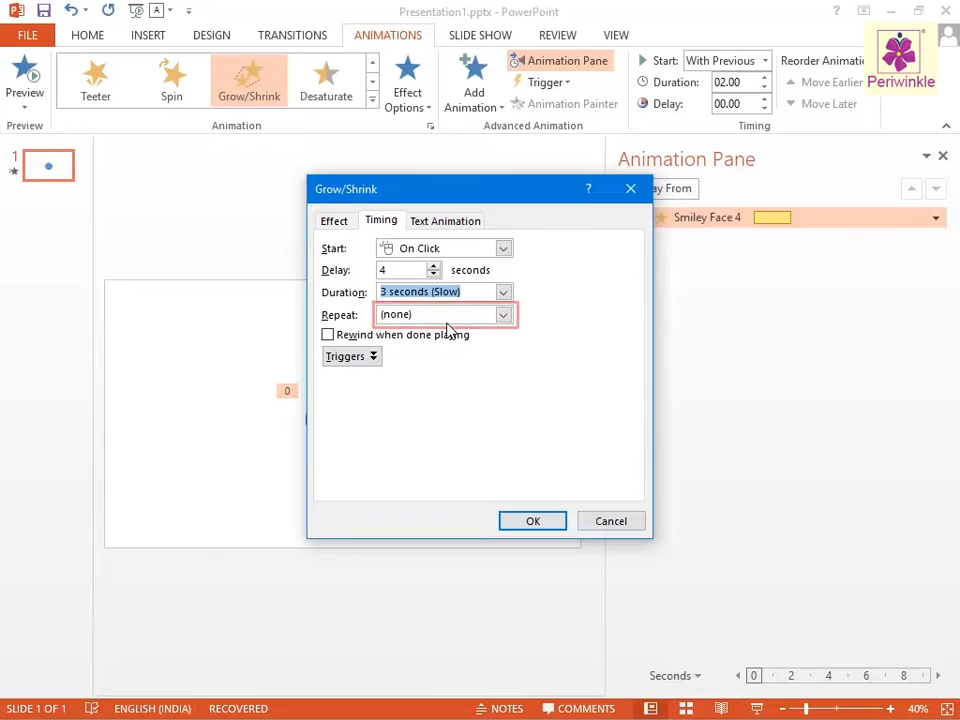 Presentation1.pptx - PowerPoint
FILE
HOME
INSERT
DESIGN
TRANSITIONS
ANIMATIONS
SLIDE SHOW
REVIEW
VIEW
Periwinkle
Preview
Teeter
Spin
Grow/Shrink
Desaturate
Effect
Options
Add
Animation
Animation Pane
Trigger
Animation Painter
Start: With Previous
Duration: 02.00
Delay: 00.00
Reorder Animation
Move Earlier
Move Later
Preview
Animation
Advanced Animation
Timing
1
Animation Pane
ay From
Smiley Face 4
Grow/Shrink
?
Effect
Timing
Text Animation
Start: On Click
Delay: 4 seconds
Duration: 3 seconds (Slow)
Repeat: (none)
Rewind when done playing
Triggers
OK
Cancel
0
Seconds 0 2 4 6 8
SLIDE 1 OF 1
ENGLISH (INDIA)
RECOVERED
NOTES
COMMENTS
40%